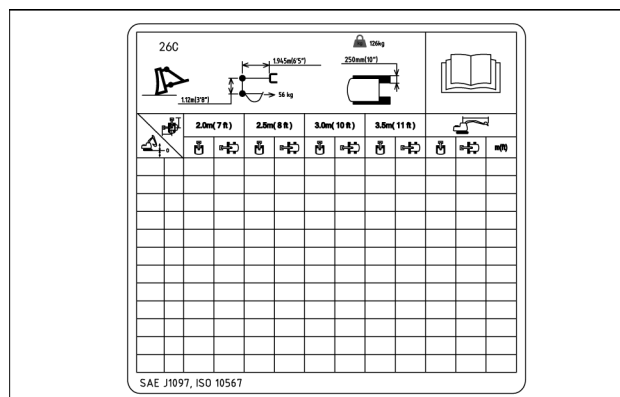 26C
126kg
1.945m(6'5")
250mm(10")
1.12m(3'8")
56 kg
2.0m( 7 ft )
2.5m( 8 ft )
3.0m( 10 ft )
3.5m( 11 ft )
0
m(ft)
SAE J1097, ISO 10567